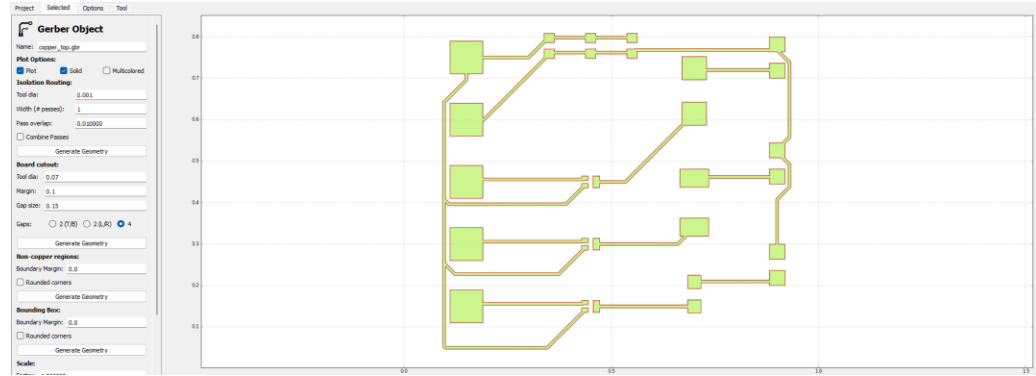 Project Selected Options Tool
Gerber Object
Name: copper_top.gbr
Plot Options:
Plot Solid Multicolored
Isolation Routing:
Tool dia: 0.001
Width (# passes): 1
Pass overlap: 0.010000
Combine Passes
Generate Geometry
Board cutout:
Tool dia: 0.07
Margin: 0.1
Gap size: 0.15
Gaps: 2 (T/B) 2 (L/R) 4
Generate Geometry
Non-copper regions:
Boundary Margin: 0.0
Rounded corners
Generate Geometry
Bounding Box:
Boundary Margin: 0.0
Rounded corners
Generate Geometry
Scale:
0.8
0.7
0.6
0.5
0.4
0.3
0.2
0.1
0.0 0.5 1.0 1.5